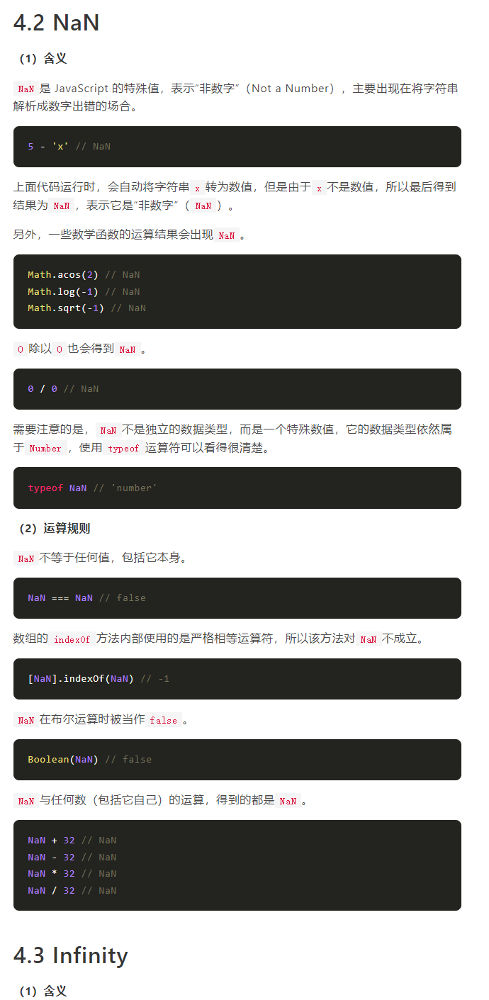 4.2 NaN
（1）含义
NaN 是 JavaScript 的特殊值，表示“非数字”（Not a Number），主要出现在将字符串
解析成数字出错的场合。
5 - 'x' // NaN
上面代码运行时，会自动将字符串 x 转为数值，但是由于 x 不是数值，所以最后得到
结果为 NaN ，表示它是“非数字”（ NaN ）。
另外，一些数学函数的运算结果会出现 NaN 。
Math.acos(2) // NaN
Math.log(-1) // NaN
Math.sqrt(-1) // NaN
0 除以 0 也会得到 NaN 。
0 / 0 // NaN
需要注意的是， NaN 不是独立的数据类型，而是一个特殊数值，它的数据类型依然属
于 Number ，使用 typeof 运算符可以看得很清楚。
typeof NaN // 'number'
（2）运算规则
NaN 不等于任何值，包括它本身。
NaN === NaN // false
数组的 indexOf 方法内部使用的是严格相等运算符，所以该方法对 NaN 不成立。
[NaN].indexOf(NaN) // -1
NaN 在布尔运算时被当作 false 。
Boolean(NaN) // false
NaN 与任何数（包括它自己）的运算，得到的都是 NaN 。
NaN + 32 // NaN
NaN - 32 // NaN
NaN * 32 // NaN
NaN / 32 // NaN
4.3 Infinity
（1）含义